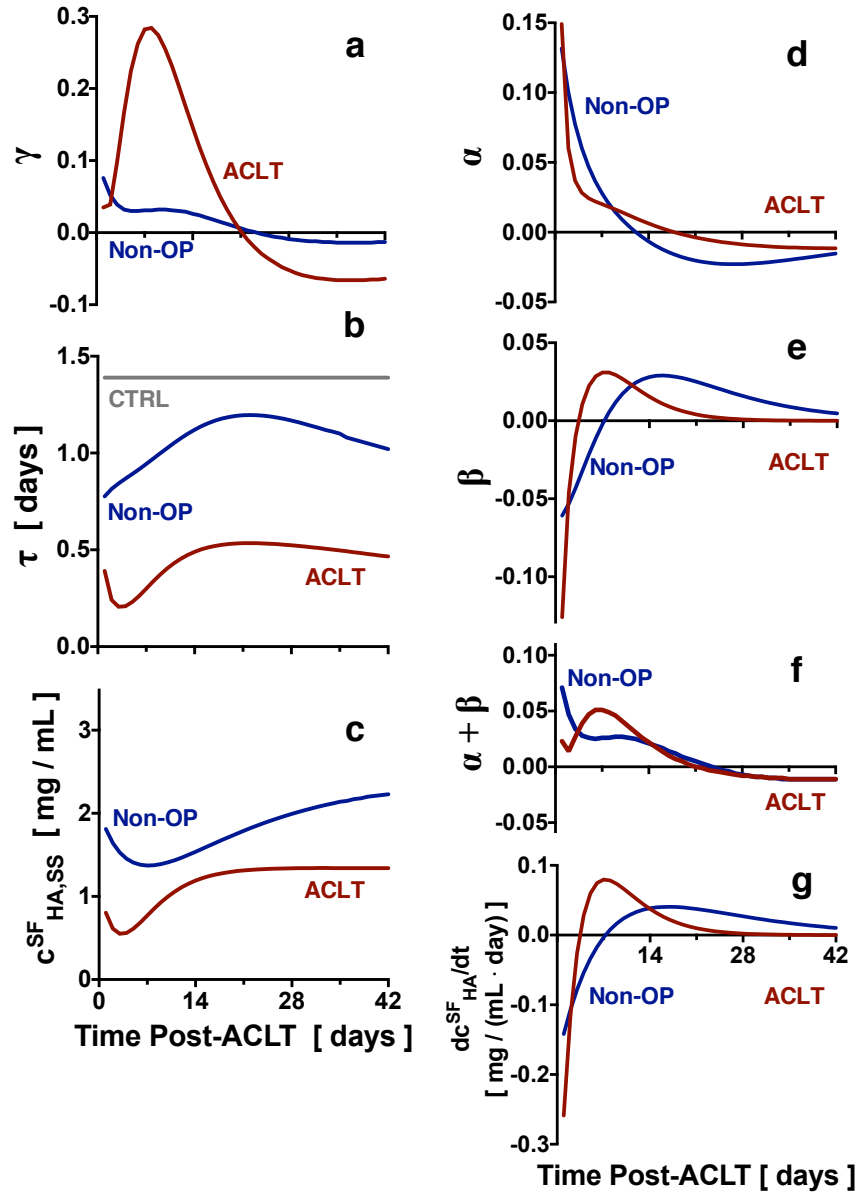 a
0.3
0.2
0.1
0.0
-0.1
γ
ACLT
Non-OP
b
1.5
1.0
0.5
0.0
τ [ days ]
CTRL
Non-OP
ACLT
c
3
2
1
0
c^SF_HA,SS [ mg / mL ]
Non-OP
ACLT
0 14 28 42
Time Post-ACLT [ days ]
d
0.15
0.10
0.05
0.00
-0.05
α
Non-OP
ACLT
e
0.05
0.00
-0.05
-0.10
β
Non-OP
ACLT
f
0.10
0.05
0.00
-0.05
α + β
Non-OP
ACLT
g
0.1
0.0
-0.1
-0.2
-0.3
dc^SF_HA/dt
[ mg / (mL · day) ]
14 28 42
Non-OP
ACLT
Time Post-ACLT [ days ]